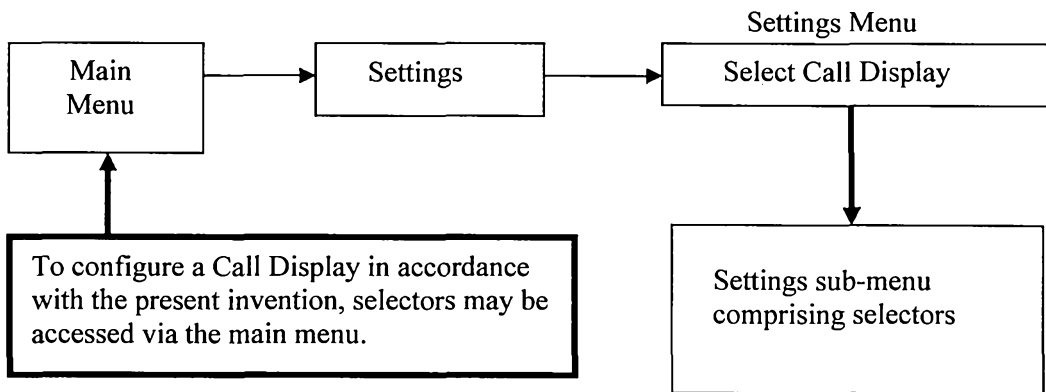 Settings Menu
Main
Menu
Settings
Select Call Display
To configure a Call Display in accordance
with the present invention, selectors may be
accessed via the main menu.
Settings sub-menu
comprising selectors